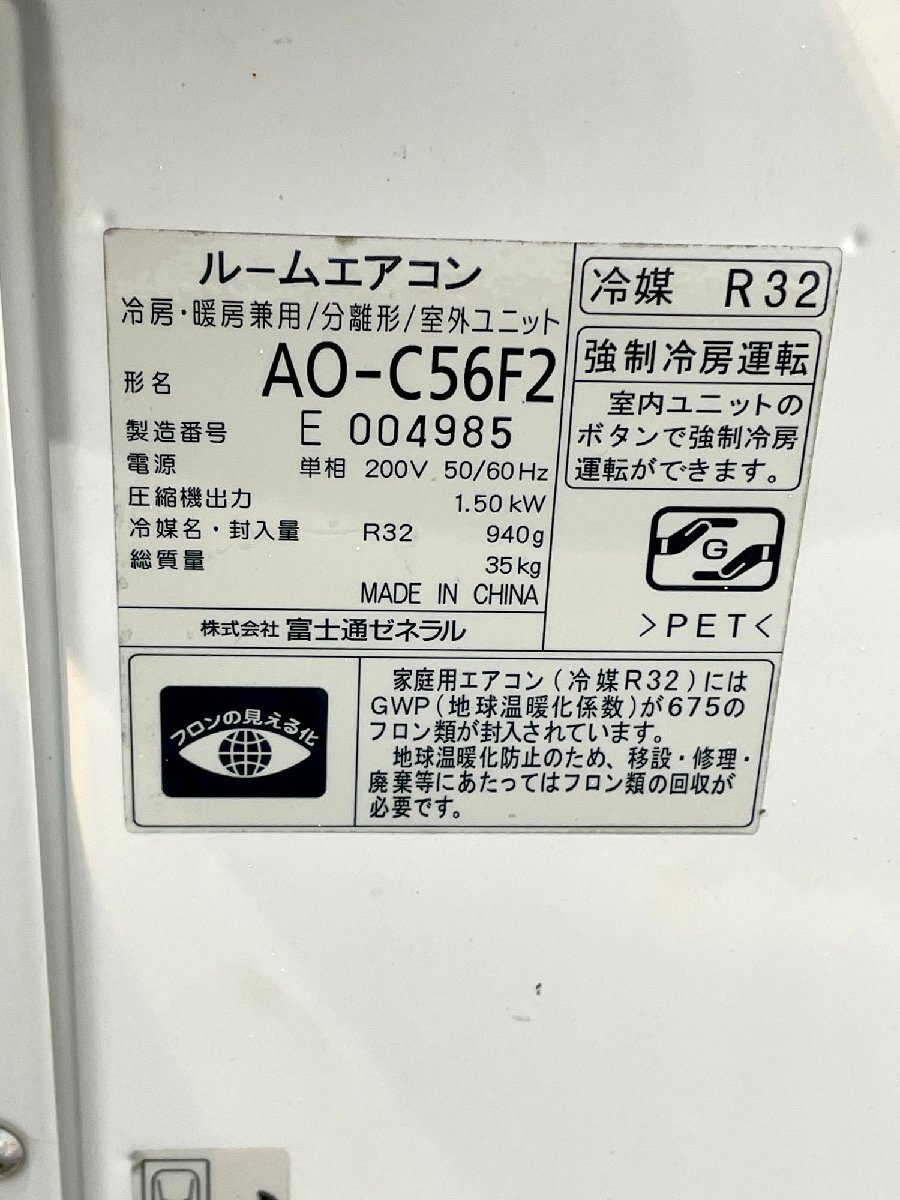 ルームエアコン
冷房・暖房兼用/分離形/室外ユニット
形名 AO-C56F2
製造番号 E 004985
電源 単相 200V 50/60Hz
圧縮機出力 1.50kW
冷媒名・封入量 R32 940g
総質量 35kg
MADE IN CHINA
株式会社 富士通ゼネラル
冷媒 R32
強制冷房運転
室内ユニットの
ボタンで強制冷房
運転ができます。
G
>PET<
フロンの見える化
家庭用エアコン(冷媒R32)には
GWP(地球温暖化係数)が675の
フロン類が封入されています。
地球温暖化防止のため、移設・修理・
廃棄等にあたってはフロン類の回収が
必要です。